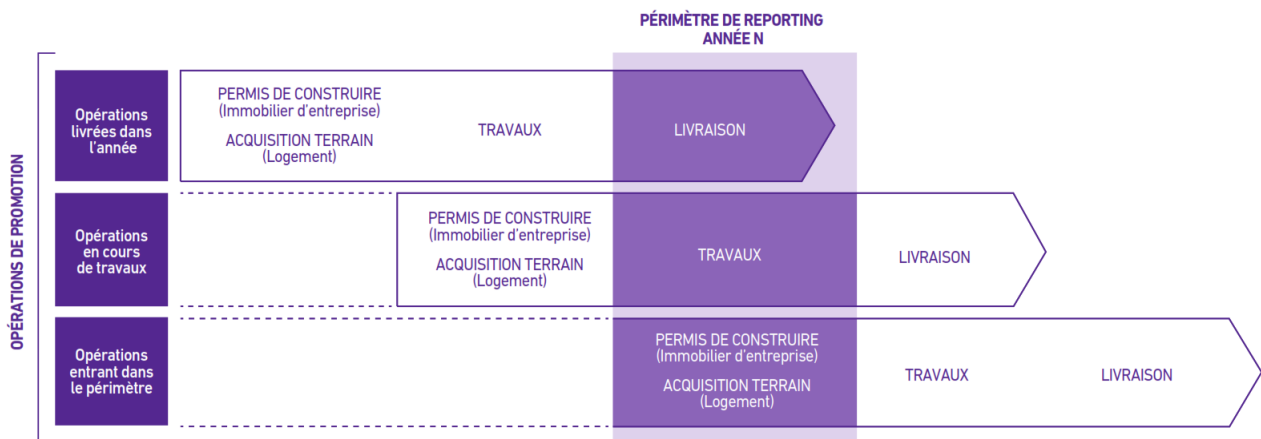 PÉRIMÈTRE DE REPORTING
ANNÉE N
OPÉRATIONS DE PROMOTION
Opérations
livrées dans
l'année
PERMIS DE CONSTRUIRE
(Immobilier d'entreprise)
ACQUISITION TERRAIN
(Logement)
TRAVAUX
LIVRAISON
Opérations
en cours
de travaux
PERMIS DE CONSTRUIRE
(Immobilier d'entreprise)
ACQUISITION TERRAIN
(Logement)
TRAVAUX
LIVRAISON
Opérations
entrant dans
le périmètre
PERMIS DE CONSTRUIRE
(Immobilier d'entreprise)
ACQUISITION TERRAIN
(Logement)
TRAVAUX
LIVRAISON